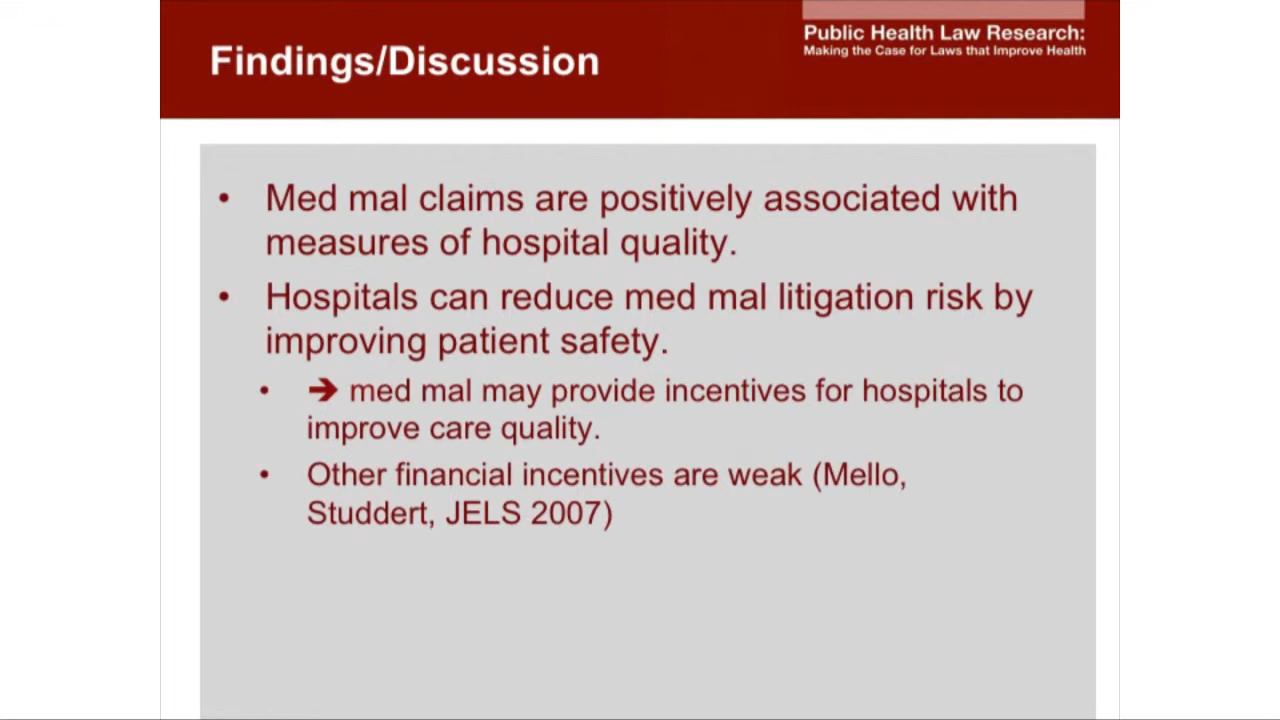 Findings/Discussion
Public Health Law Research:
Making the Case for Laws that Improve Health
• Med mal claims are positively associated with
measures of hospital quality.
• Hospitals can reduce med mal litigation risk by
improving patient safety.
• ➔ med mal may provide incentives for hospitals to
improve care quality.
• Other financial incentives are weak (Mello,
Studdert, JELS 2007)